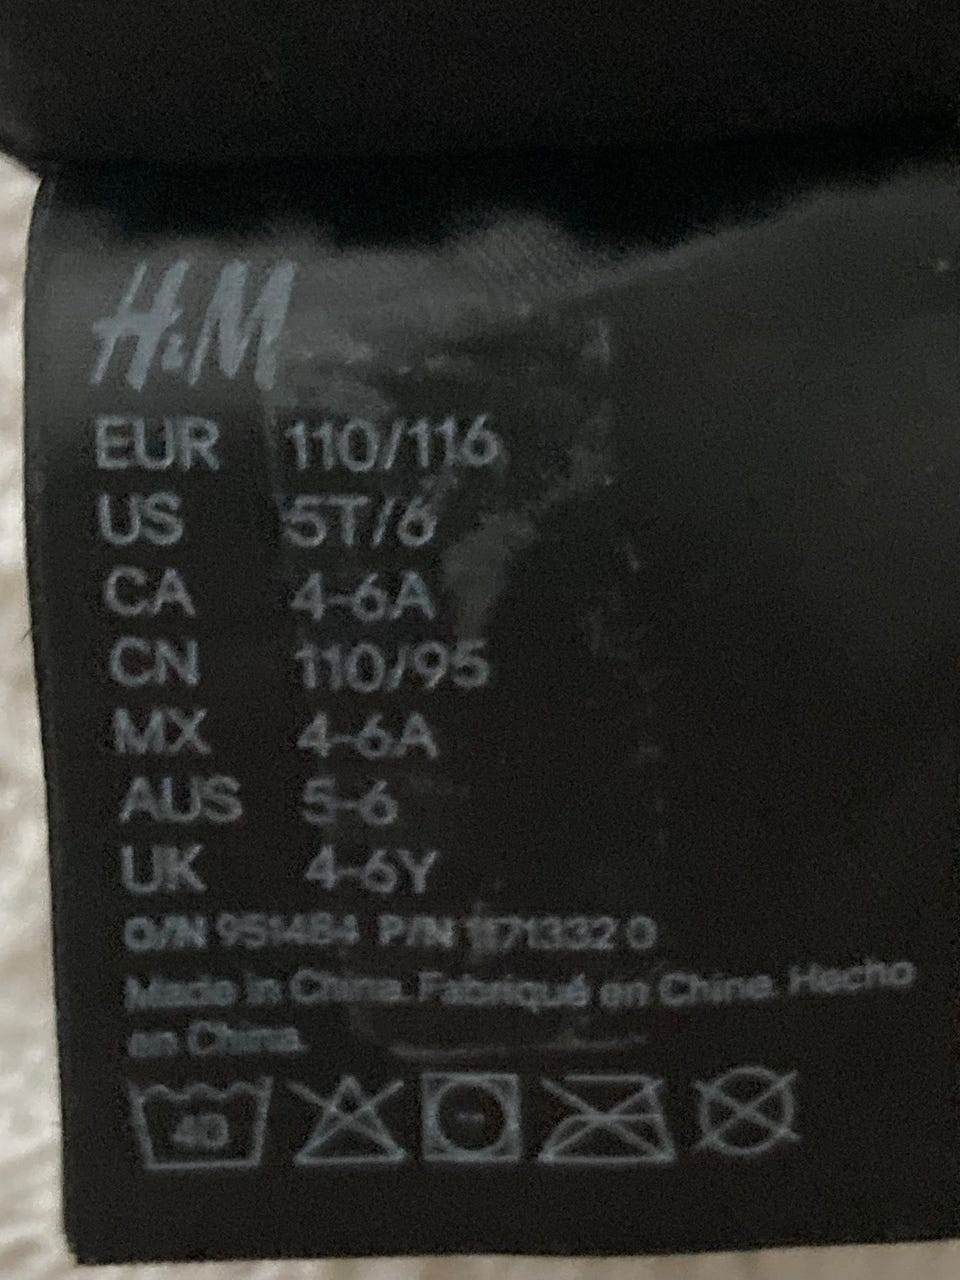 H&M
EUR 110/116
US 5T/6
CA 4-6A
CN 110/95
MX 4-6A
AUS 5-6
UK 4-6Y
O/N 951484 P/N 1171332 0
Made in China. Fabriqué en Chine. Hecho
en China.
40